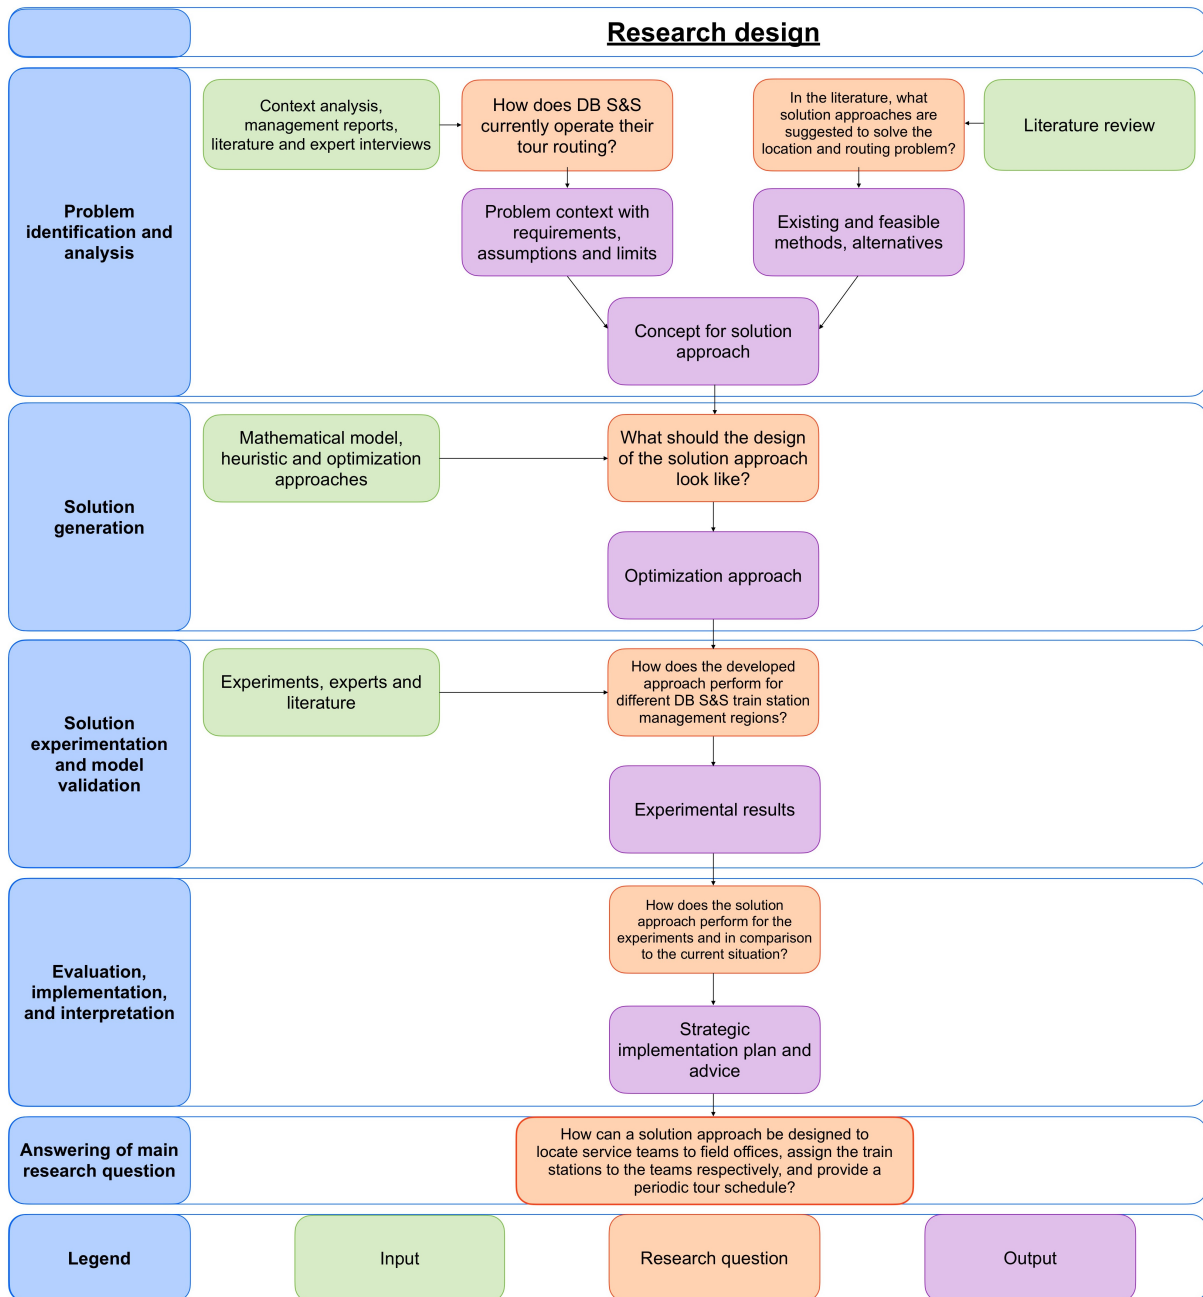 Research design
Problem
identification and
analysis
Context analysis,
management reports,
literature and expert interviews
How does DB S&S
currently operate their
tour routing?
In the literature, what
solution approaches are
suggested to solve the
location and routing problem?
Literature review
Problem context with
requirements,
assumptions and limits
Existing and feasible
methods, alternatives
Concept for solution
approach
Solution
generation
Mathematical model,
heuristic and optimization
approaches
What should the design
of the solution approach
look like?
Optimization approach
Solution
experimentation
and model
validation
Experiments, experts and
literature
How does the developed
approach perform for
different DB S&S train station
management regions?
Experimental results
Evaluation,
implementation,
and interpretation
How does the solution
approach perform for the
experiments and in comparison
to the current situation?
Strategic
implementation plan and
advice
Answering of main
research question
How can a solution approach be designed to
locate service teams to field offices, assign the train
stations to the teams respectively, and provide a
periodic tour schedule?
Legend
Input
Research question
Output